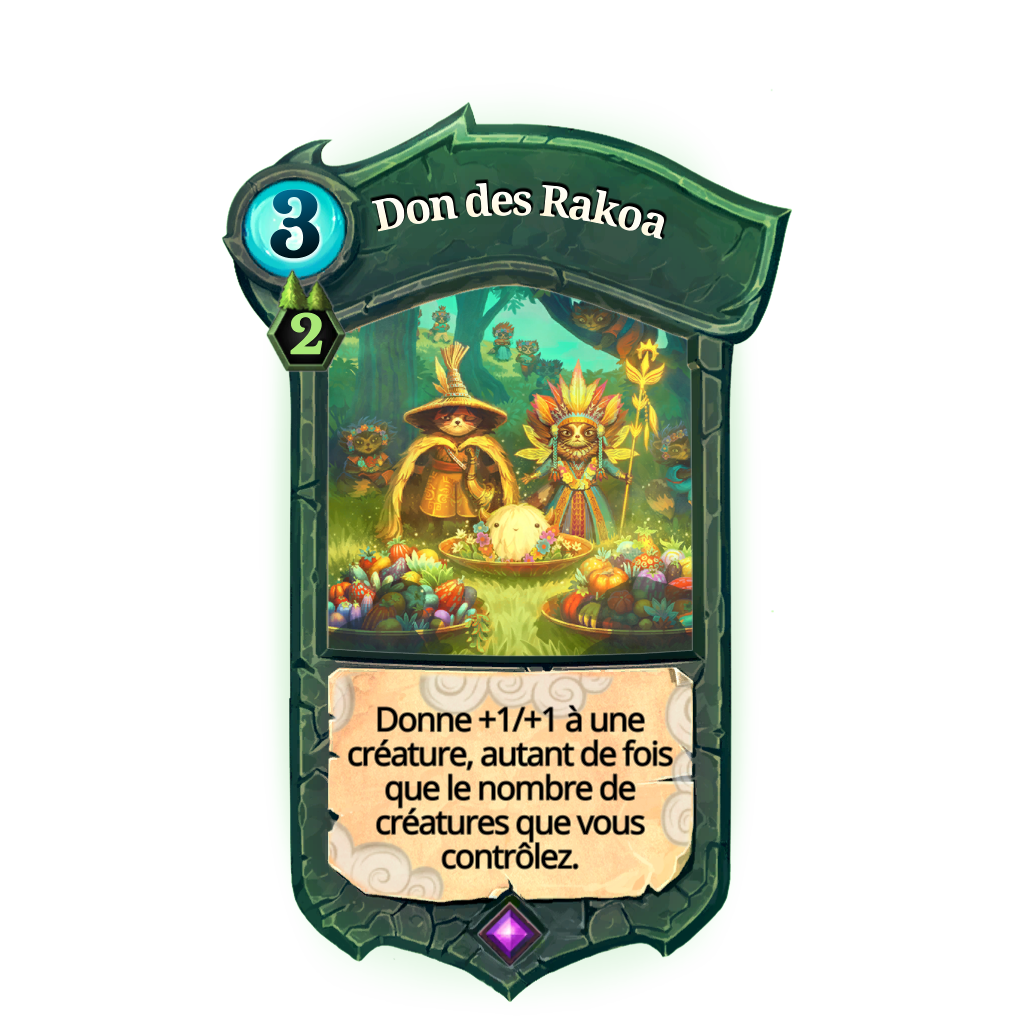 3
Don des Rakoa
2
Donne +1/+1 à une
créature, autant de fois
que le nombre de
créatures que vous
contrôlez.